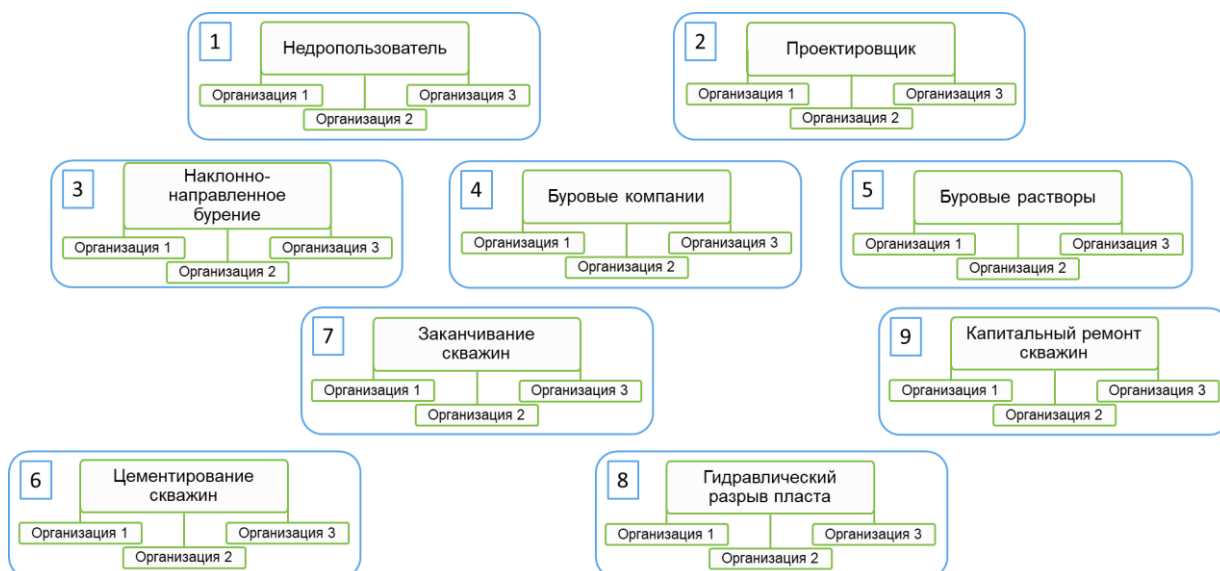 1
Недропользователь
Организация 1
Организация 3
Организация 2
2
Проектировщик
Организация 1
Организация 3
Организация 2
3
Наклонно-
направленное
бурение
Организация 1
Организация 3
Организация 2
4
Буровые компании
Организация 1
Организация 3
Организация 2
5
Буровые растворы
Организация 1
Организация 3
Организация 2
7
Заканчивание
скважин
Организация 1
Организация 3
Организация 2
9
Капитальный ремонт
скважин
Организация 1
Организация 3
Организация 2
6
Цементирование
скважин
Организация 1
Организация 3
Организация 2
8
Гидравлический
разрыв пласта
Организация 1
Организация 3
Организация 2